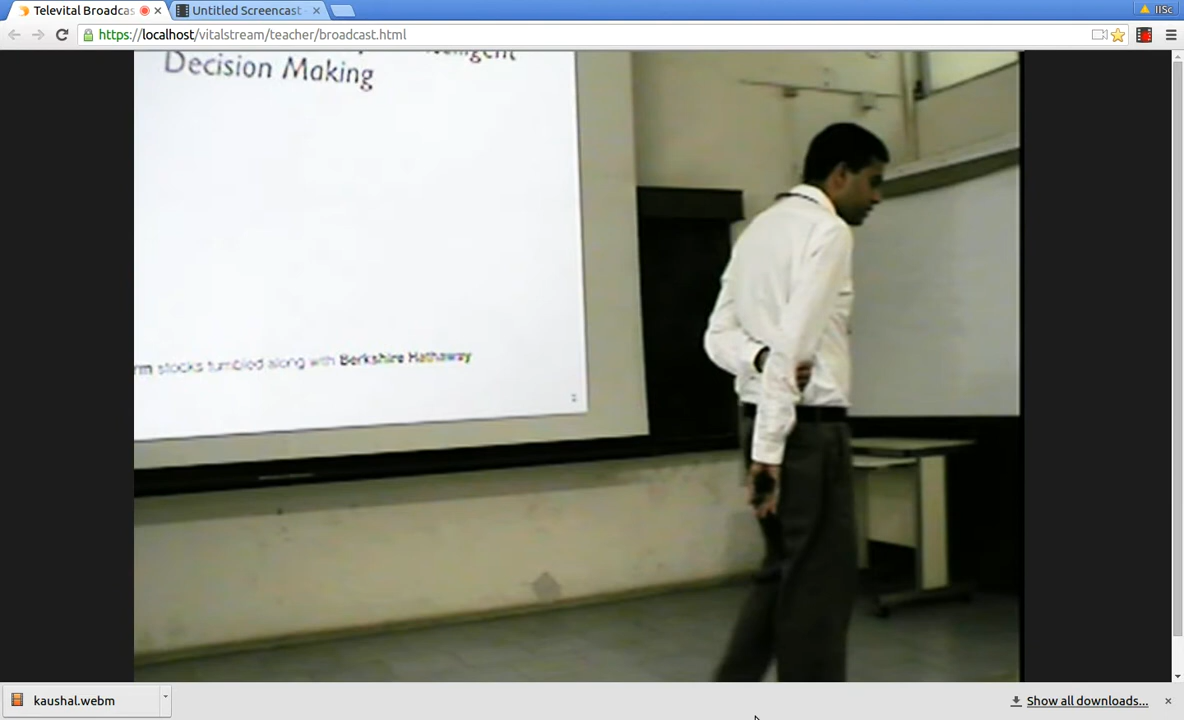 Televital Broadcas
Untitled Screencast
IISc
https://localhost/vitalstream/teacher/broadcast.html
Decision Making
stocks tumbled along with Berkshire Hathaway
2
kaushal.webm
Show all downloads...